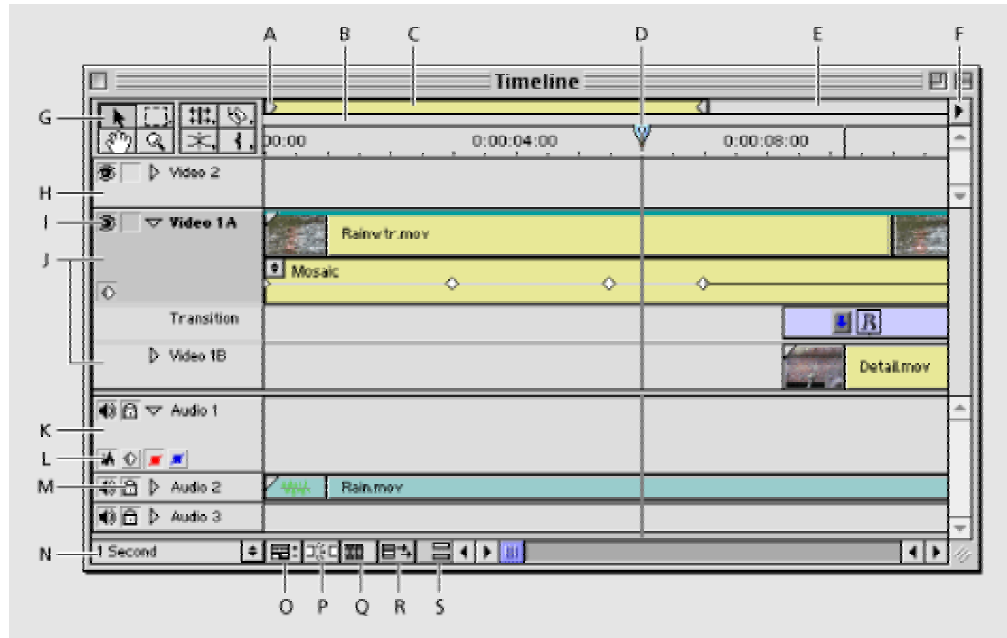 A B C D E F
Timeline
G
00:00 0:00:04:00 0:00:08:00
Video 2
H
I
Video 1A
Rainwtr.mov
J
Mosaic
Transition
B
Video 1B
Detail.mov
Audio 1
K
L
M
Audio 2
Rain.mov
Audio 3
N
1 Second
O P Q R S